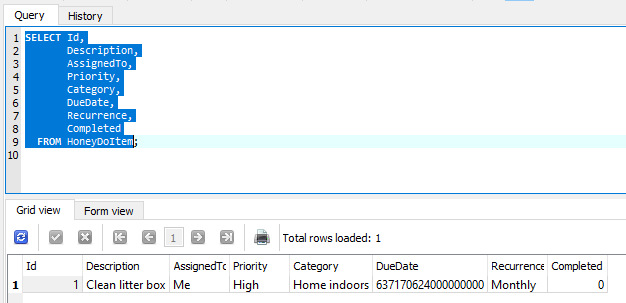 Query History
1 SELECT Id,
2 Description,
3 AssignedTo,
4 Priority,
5 Category,
6 DueDate,
7 Recurrence,
8 Completed
9 FROM HoneyDoItem;
10
Grid view Form view
1 Total rows loaded: 1
Id Description AssignedTo Priority Category DueDate Recurrence Completed
1 1 Clean litter box Me High Home indoors 637170624000000000 Monthly 0